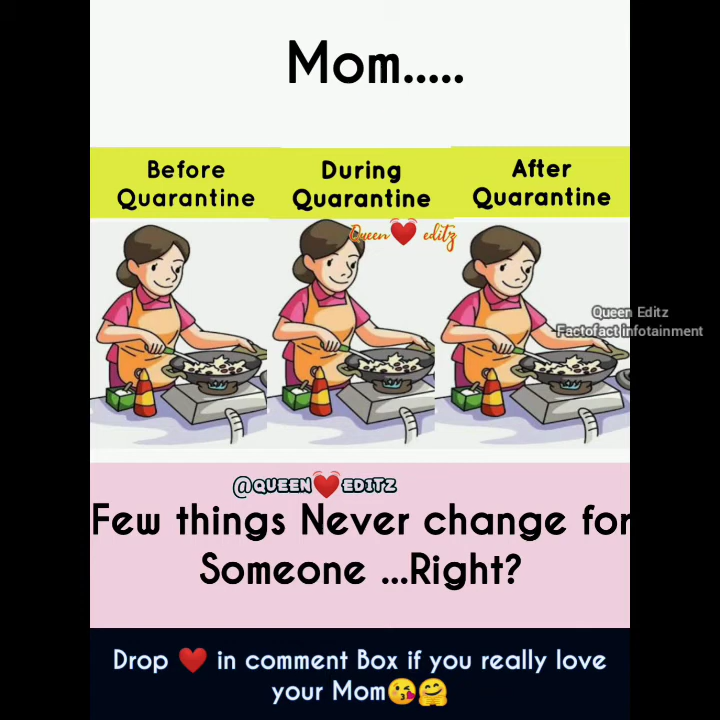 Mom.....
Before
Quarantine
During
Quarantine
After
Quarantine
Queen❤️ editz
Queen Editz
Factofact infotainment
@QUEEN❤️EDITZ
Few things Never change for
Someone ...Right?
Drop ❤️ in comment Box if you really love
your Mom😘🤗